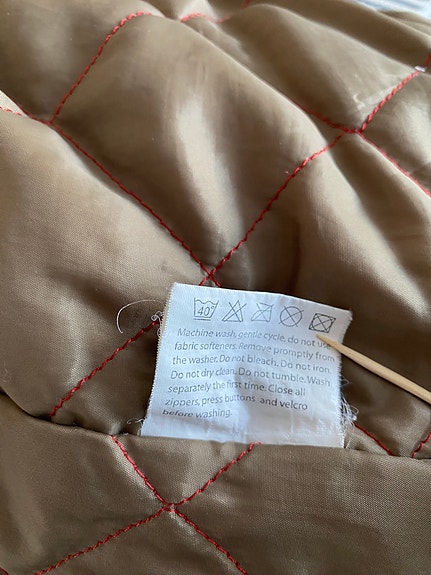 40°
Machine wash, gentle cycle, do not use
fabric softeners. Remove promptly from
the washer. Do not bleach. Do not iron.
Do not dry clean. Do not tumble. Wash
separately the first time. Close all
zippers, press buttons and velcro
before washing.